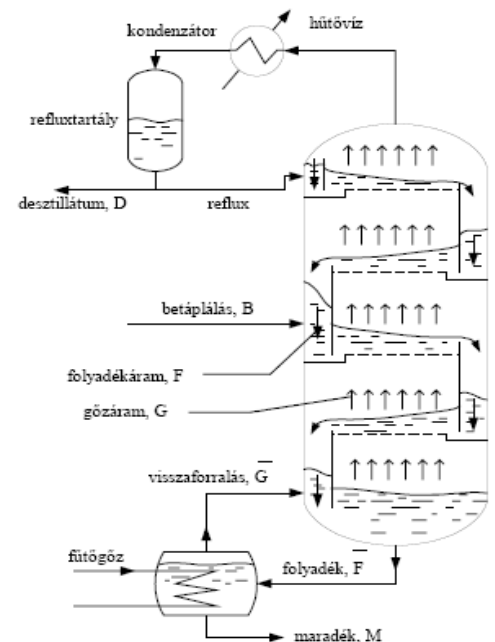 kondenzátor
hűtővíz
refluxtartály
desztillátum, D
reflux
betáplálás, B
folyadékáram, F
gőzáram, G
visszaforralás, G̅
fűtőgőz
folyadék, F̅
maradék, M